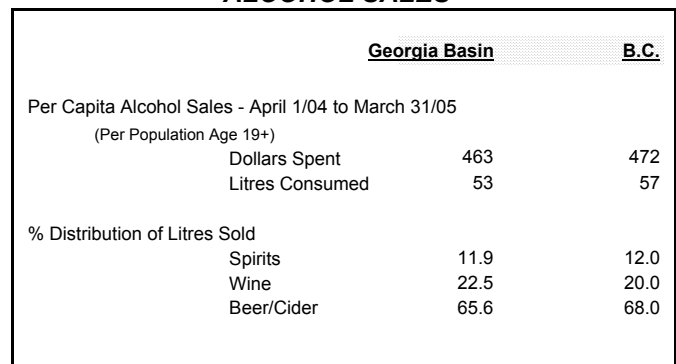 ALCOHOL SALES
Georgia Basin B.C.
Per Capita Alcohol Sales - April 1/04 to March 31/05
(Per Population Age 19+)
Dollars Spent 463 472
Litres Consumed 53 57
% Distribution of Litres Sold
Spirits 11.9 12.0
Wine 22.5 20.0
Beer/Cider 65.6 68.0